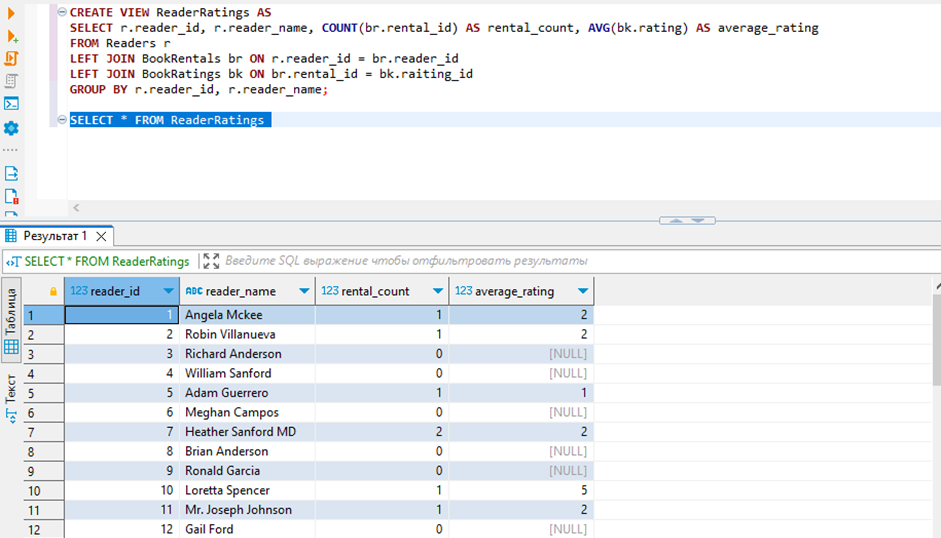 CREATE VIEW ReaderRatings AS
SELECT r.reader_id, r.reader_name, COUNT(br.rental_id) AS rental_count, AVG(bk.rating) AS average_rating
FROM Readers r
LEFT JOIN BookRentals br ON r.reader_id = br.reader_id
LEFT JOIN BookRatings bk ON br.rental_id = bk.raiting_id
GROUP BY r.reader_id, r.reader_name;
SELECT * FROM ReaderRatings
Результат 1
SELECT * FROM ReaderRatings Введите SQL выражение чтобы отфильтровать результаты
Таблица
Текст
123 reader_id ABC reader_name 123 rental_count 123 average_rating
1 1 Angela Mckee 1 2
2 2 Robin Villanueva 1 2
3 3 Richard Anderson 0 [NULL]
4 4 William Sanford 0 [NULL]
5 5 Adam Guerrero 1 1
6 6 Meghan Campos 0 [NULL]
7 7 Heather Sanford MD 2 2
8 8 Brian Anderson 0 [NULL]
9 9 Ronald Garcia 0 [NULL]
10 10 Loretta Spencer 1 5
11 11 Mr. Joseph Johnson 1 2
12 12 Gail Ford 0 [NULL]